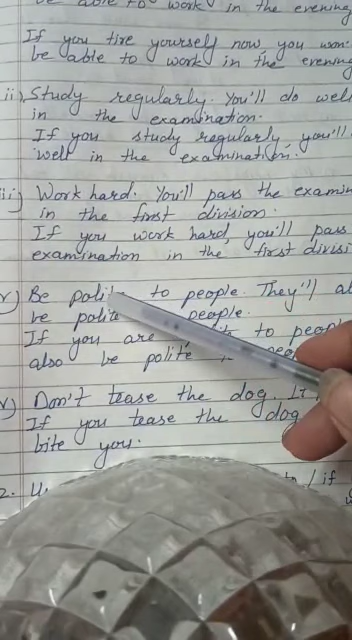 be able to work in the evening
If you tire yourself now, you won'
be able to work in the evening
ii) Study regularly. You'll do well
in the examination.
If you study regularly, you'll
well in the examination.
iii) Work hard. You'll pass the examin
in the first division.
If you work hard, you'll pass
examination in the first divisi
v) Be polite to people. They'll al
be polite people.
If you are to peop
also be polite peop
v) Don't tease the dog. It
If you tease the dog
bite you.
2. / if